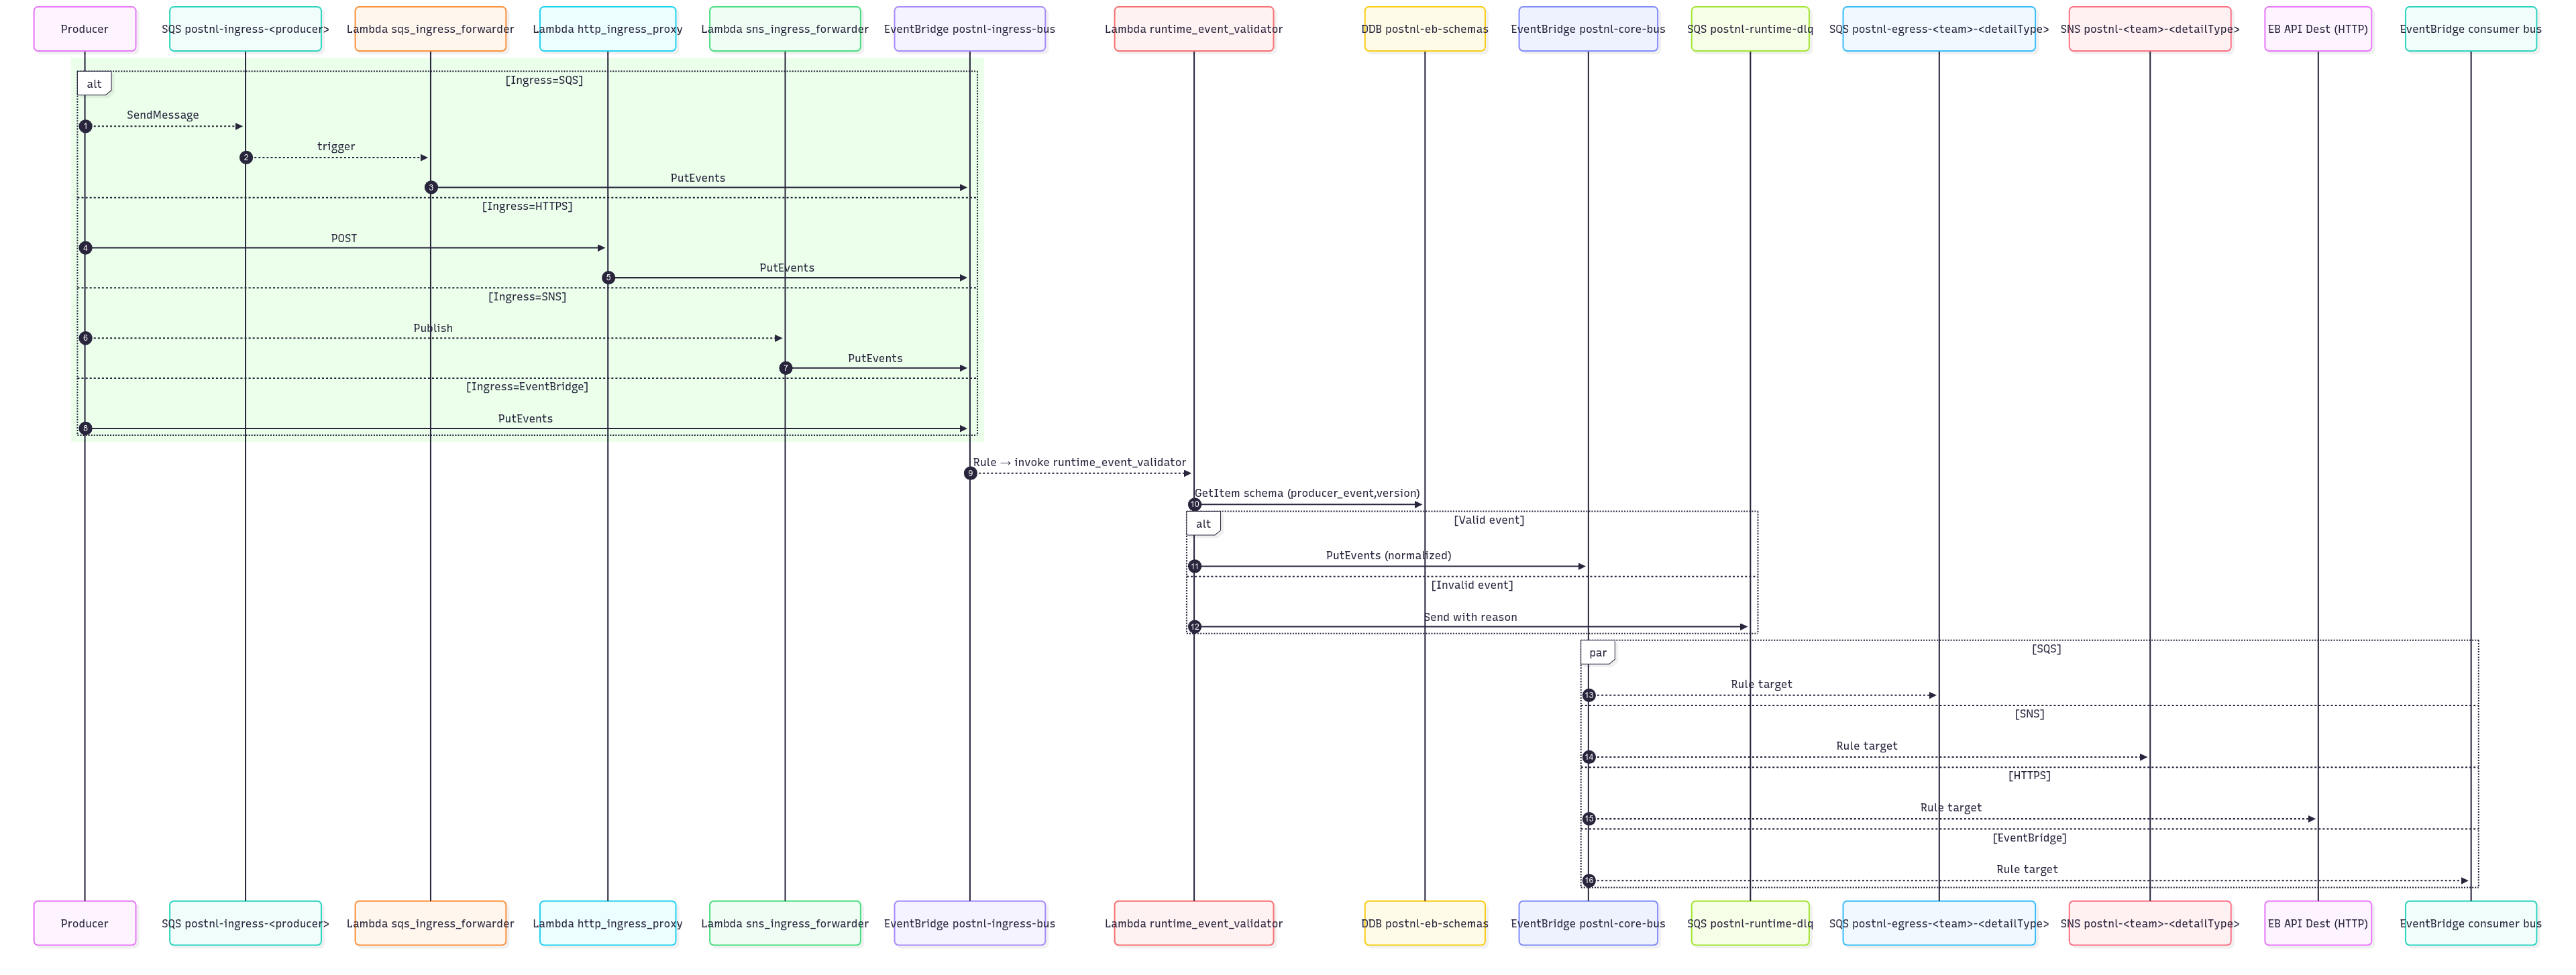 Producer
SQS postnl-ingress-<producer>
Lambda sqs_ingress_forwarder
Lambda http_ingress_proxy
Lambda sns_ingress_forwarder
EventBridge postnl-ingress-bus
Lambda runtime_event_validator
DDB postnl-eb-schemas
EventBridge postnl-core-bus
SQS postnl-runtime-dlq
SQS postnl-egress-<team>-<detailType>
SNS postnl-<team>-<detailType>
EB API Dest (HTTP)
EventBridge consumer bus
alt
[Ingress=SQS]
SendMessage
1
trigger
2
PutEvents
3
[Ingress=HTTPS]
POST
4
PutEvents
5
[Ingress=SNS]
Publish
6
PutEvents
7
[Ingress=EventBridge]
PutEvents
8
Rule → invoke runtime_event_validator
9
GetItem schema (producer_event,version)
10
alt
[Valid event]
PutEvents (normalized)
11
[Invalid event]
Send with reason
12
par
[SQS]
Rule target
13
[SNS]
Rule target
14
[HTTPS]
Rule target
15
[EventBridge]
Rule target
16
Producer
SQS postnl-ingress-<producer>
Lambda sqs_ingress_forwarder
Lambda http_ingress_proxy
Lambda sns_ingress_forwarder
EventBridge postnl-ingress-bus
Lambda runtime_event_validator
DDB postnl-eb-schemas
EventBridge postnl-core-bus
SQS postnl-runtime-dlq
SQS postnl-egress-<team>-<detailType>
SNS postnl-<team>-<detailType>
EB API Dest (HTTP)
EventBridge consumer bus